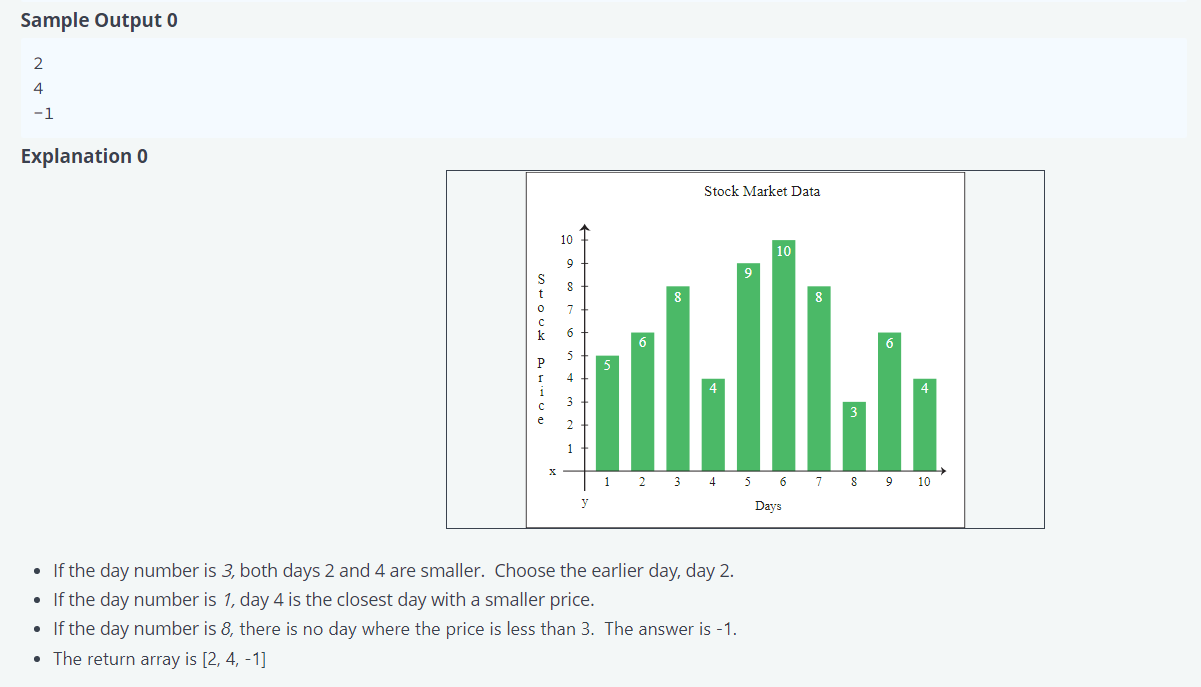 Sample Output 0
2
4
-1
Explanation 0
Stock Market Data
10
9
8
7
6
5
4
3
2
1
Stock Price
5
6
8
4
9
10
8
3
6
4
x
1 2 3 4 5 6 7 8 9 10
y
Days
If the day number is 3, both days 2 and 4 are smaller. Choose the earlier day, day 2.
If the day number is 1, day 4 is the closest day with a smaller price.
If the day number is 8, there is no day where the price is less than 3. The answer is -1.
The return array is [2, 4, -1]